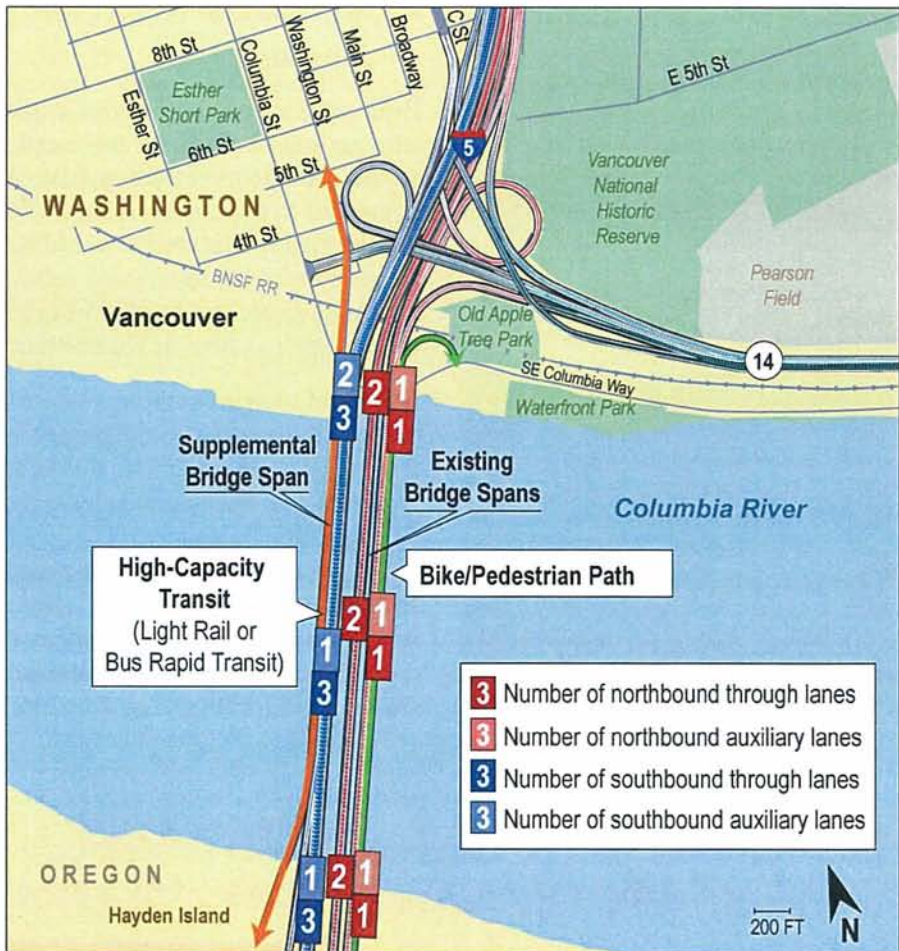 8th St
Esther St
Columbia St
Washington St
Main St
Broadway
C St
E 5th St
Esther
Short Park
6th St
5th St
5
Vancouver
National
Historic
Reserve
WASHINGTON
4th St
BNSF RR
Pearson
Field
Vancouver
Old Apple
Tree Park
14
SE Columbia Way
Waterfront Park
2
3
2
1
1
Supplemental
Bridge Span
Existing
Bridge Spans
Columbia River
High-Capacity
Transit
(Light Rail or
Bus Rapid Transit)
Bike/Pedestrian Path
1
3
2
1
1
3 Number of northbound through lanes
3 Number of northbound auxiliary lanes
3 Number of southbound through lanes
3 Number of southbound auxiliary lanes
OREGON
Hayden Island
1
3
2
1
1
200 FT
N